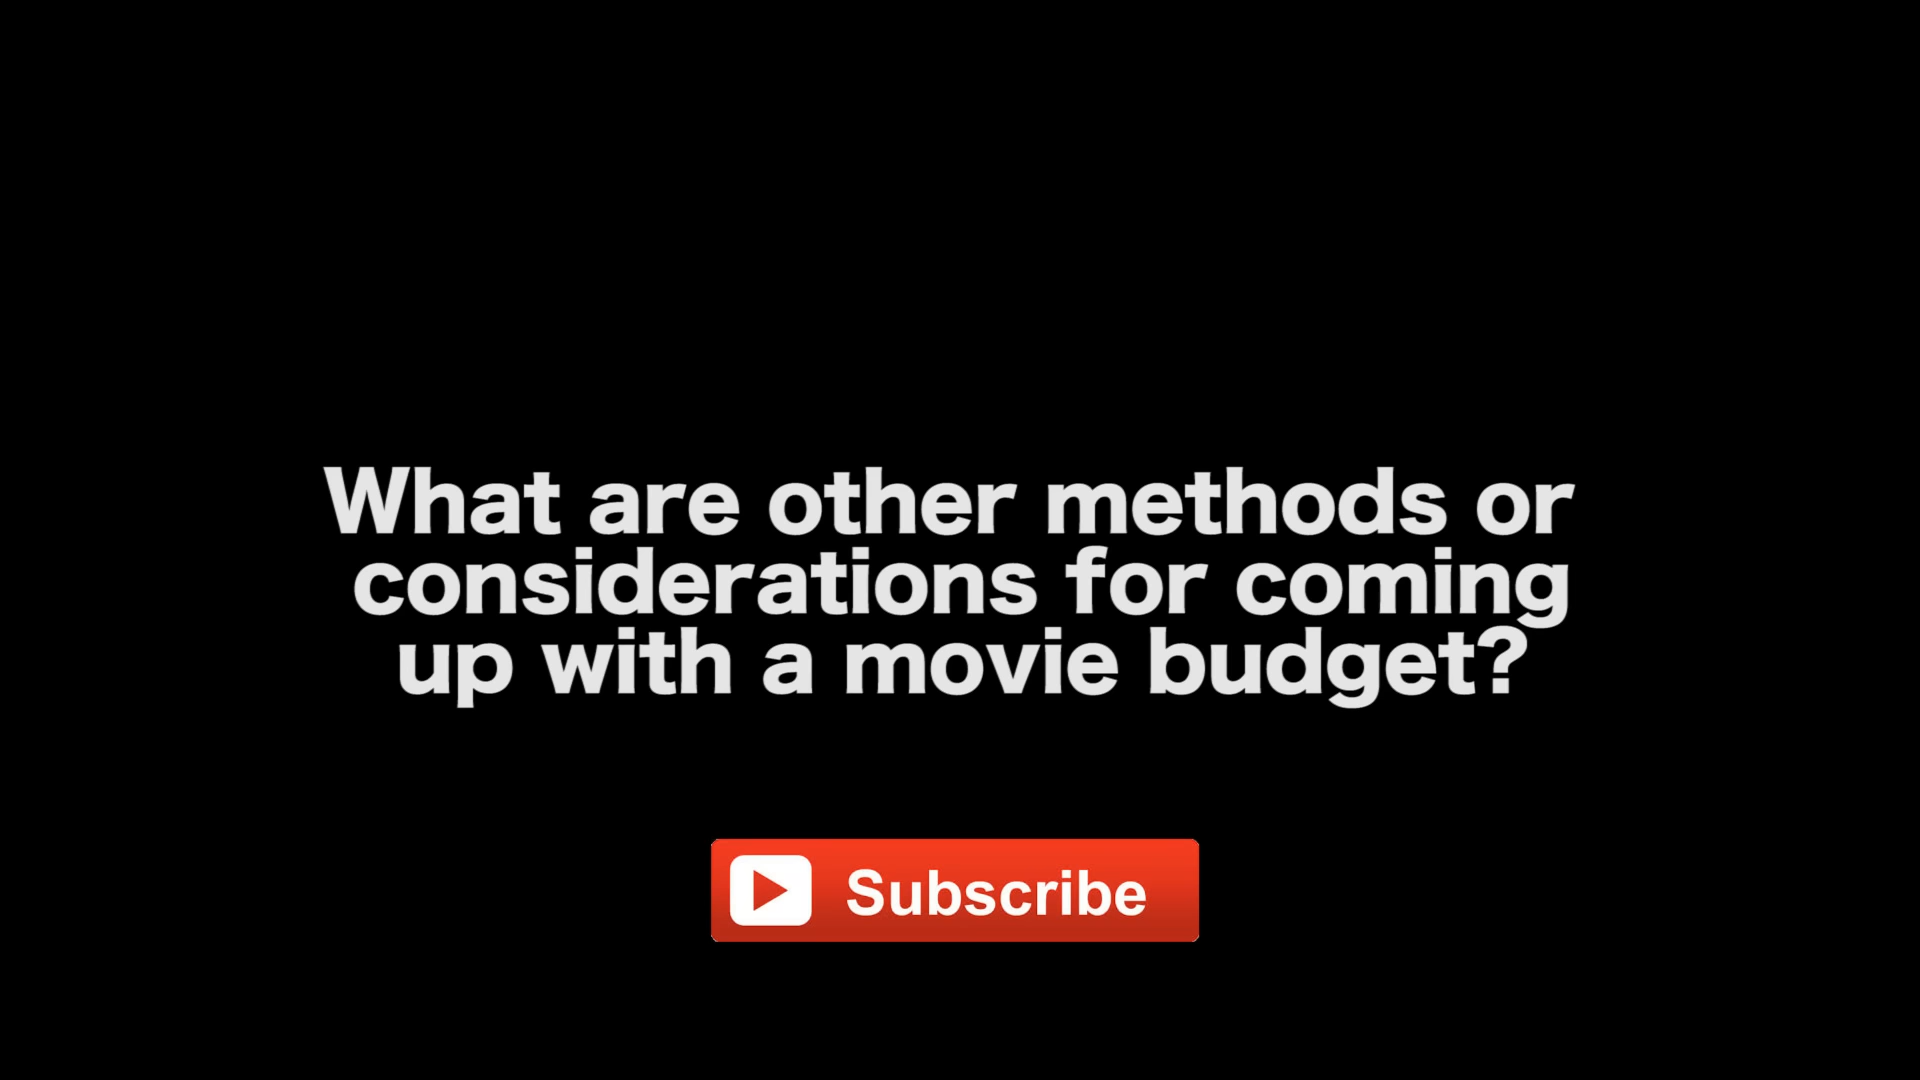 What are other methods or
considerations for coming
up with a movie budget?
Subscribe